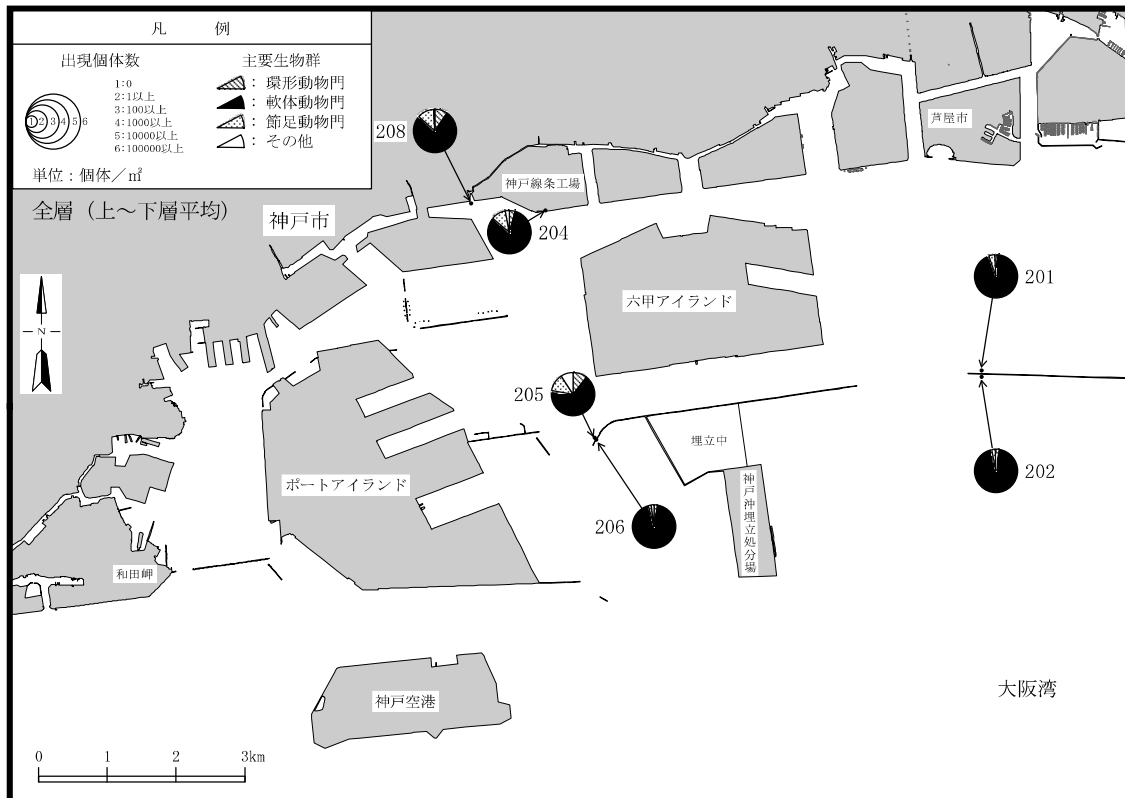 凡　　例
出現個体数
1:0
2:1以上
3:100以上
4:1000以上
5:10000以上
6:100000以上
1 2 3 4 5 6
単位：個体／㎡
主要生物群
：環形動物門
：軟体動物門
：節足動物門
：その他
全層（上～下層平均）
208
神戸線条工場
芦屋市
神戸市
204
N
六甲アイランド
201
205
埋立中
ポートアイランド
神戸沖埋立処分場
202
206
和田岬
神戸空港
大阪湾
0 1 2 3km